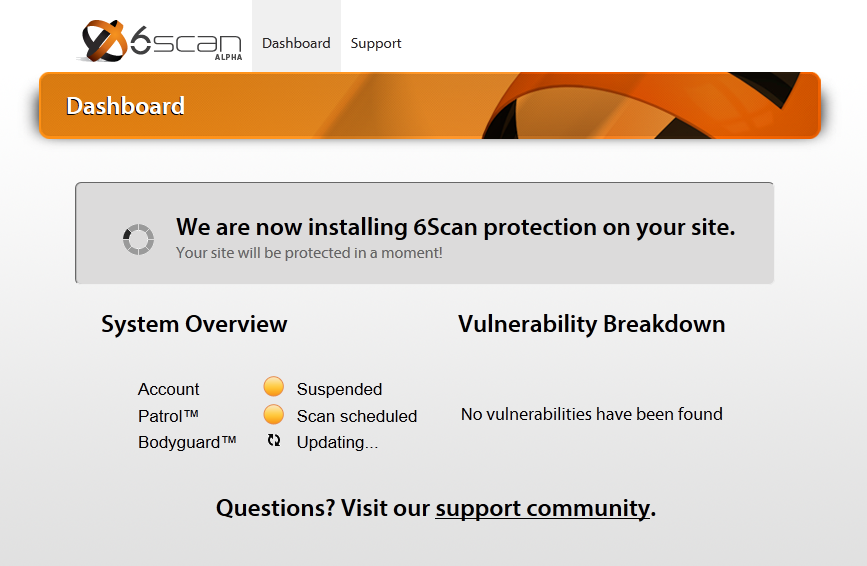 6scan
ALPHA
Dashboard
Support
Dashboard
We are now installing 6Scan protection on your site.
Your site will be protected in a moment!
System Overview
Vulnerability Breakdown
Account Suspended
Patrol™ Scan scheduled
Bodyguard™ Updating...
No vulnerabilities have been found
Questions? Visit our support community.